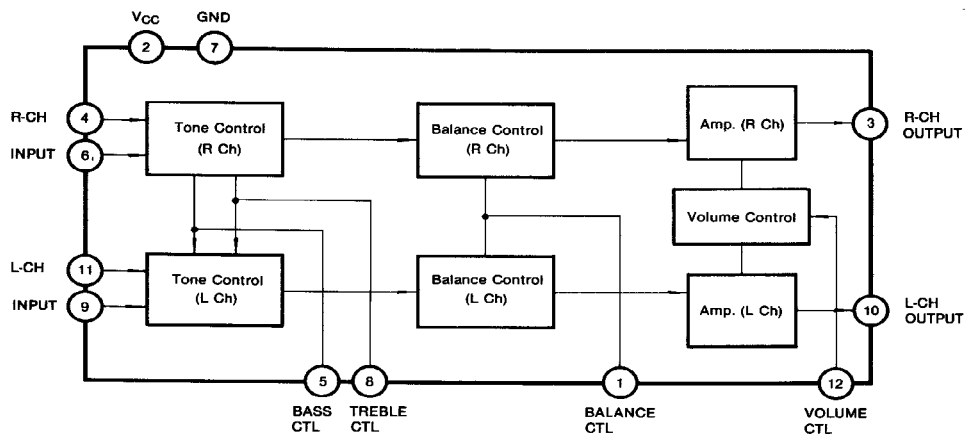 VCC GND
2 7
R-CH 4
Tone Control
(R Ch)
Balance Control
(R Ch)
Amp. (R Ch)
3 R-CH
OUTPUT
INPUT 6
Volume Control
L-CH 11
Tone Control
(L Ch)
Balance Control
(L Ch)
Amp. (L Ch)
INPUT 9
10 L-CH
OUTPUT
5 8 1 12
BASS
CTL
TREBLE
CTL
BALANCE
CTL
VOLUME
CTL